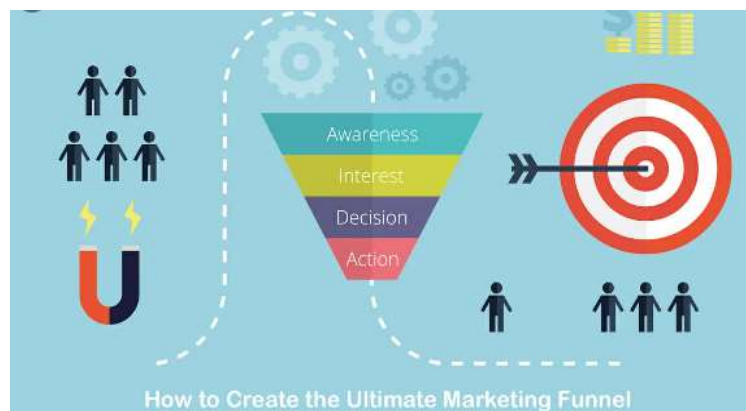 Awareness
Interest
Decision
Action
How to Create the Ultimate Marketing Funnel